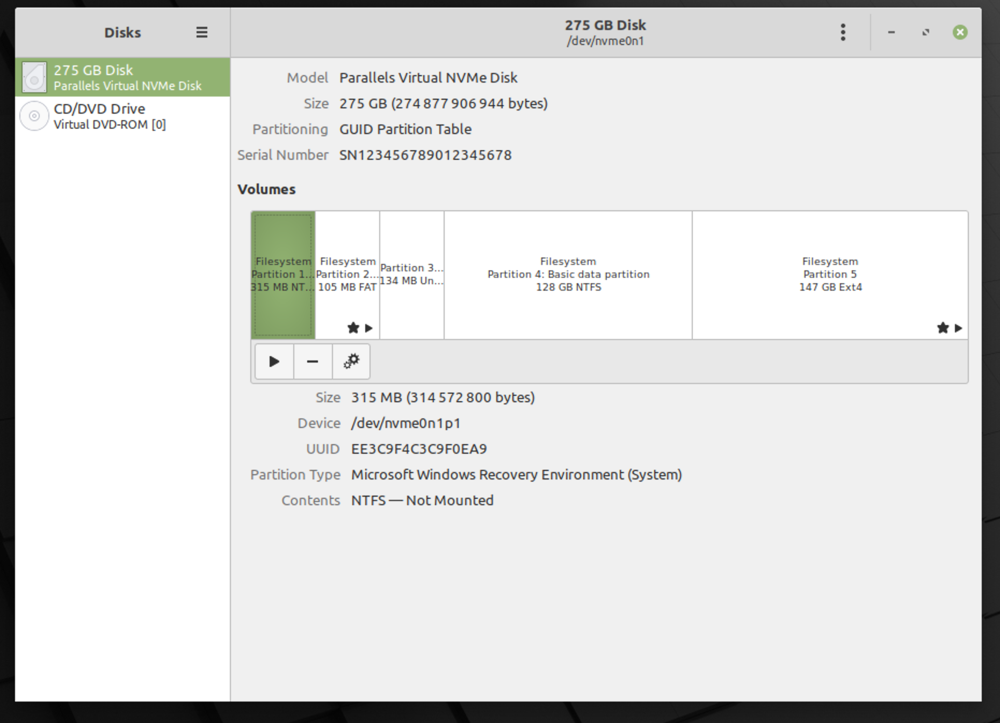 Disks
275 GB Disk
/dev/nvme0n1
275 GB Disk
Parallels Virtual NVMe Disk
CD/DVD Drive
Virtual DVD-ROM [0]
Model Parallels Virtual NVMe Disk
Size 275 GB (274 877 906 944 bytes)
Partitioning GUID Partition Table
Serial Number SN123456789012345678
Volumes
Filesystem
Partition 1…
315 MB NT…
Filesystem
Partition 2…
105 MB FAT
Partition 3…
134 MB Un…
Filesystem
Partition 4: Basic data partition
128 GB NTFS
Filesystem
Partition 5
147 GB Ext4
Size 315 MB (314 572 800 bytes)
Device /dev/nvme0n1p1
UUID EE3C9F4C3C9F0EA9
Partition Type Microsoft Windows Recovery Environment (System)
Contents NTFS — Not Mounted